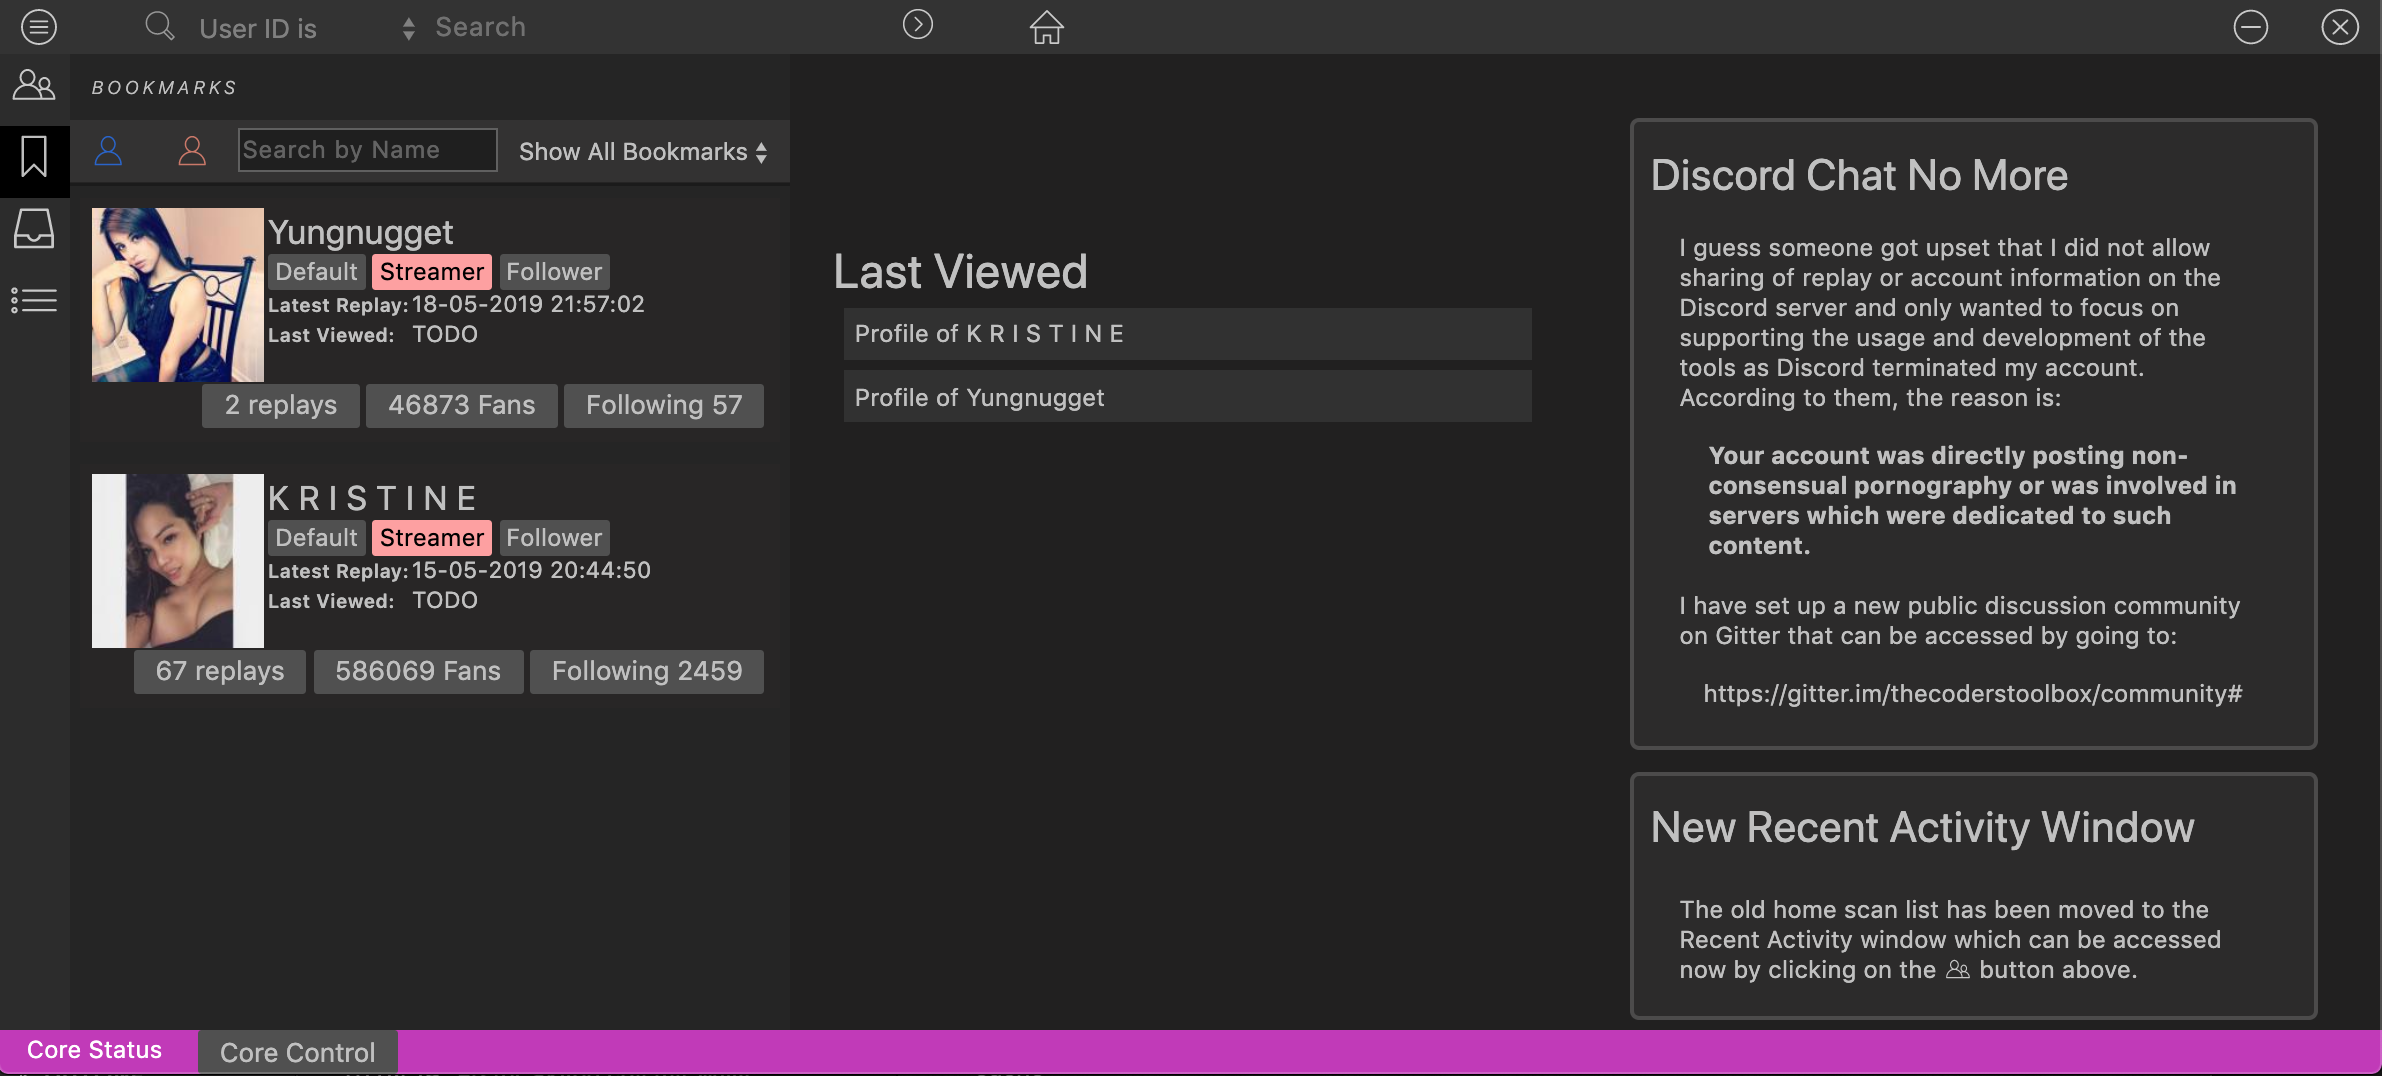 User ID is
Search
BOOKMARKS
Search by Name
Show All Bookmarks
Yungnugget
Default Streamer Follower
Latest Replay: 18-05-2019 21:57:02
Last Viewed: TODO
2 replays 46873 Fans Following 57
K R I S T I N E
Default Streamer Follower
Latest Replay: 15-05-2019 20:44:50
Last Viewed: TODO
67 replays 586069 Fans Following 2459
Last Viewed
Profile of K R I S T I N E
Profile of Yungnugget
Discord Chat No More
I guess someone got upset that I did not allow
sharing of replay or account information on the
Discord server and only wanted to focus on
supporting the usage and development of the
tools as Discord terminated my account.
According to them, the reason is:
Your account was directly posting non-
consensual pornography or was involved in
servers which were dedicated to such
content.
I have set up a new public discussion community
on Gitter that can be accessed by going to:
https://gitter.im/thecoderstoolbox/community#
New Recent Activity Window
The old home scan list has been moved to the
Recent Activity window which can be accessed
now by clicking on the button above.
Core Status
Core Control